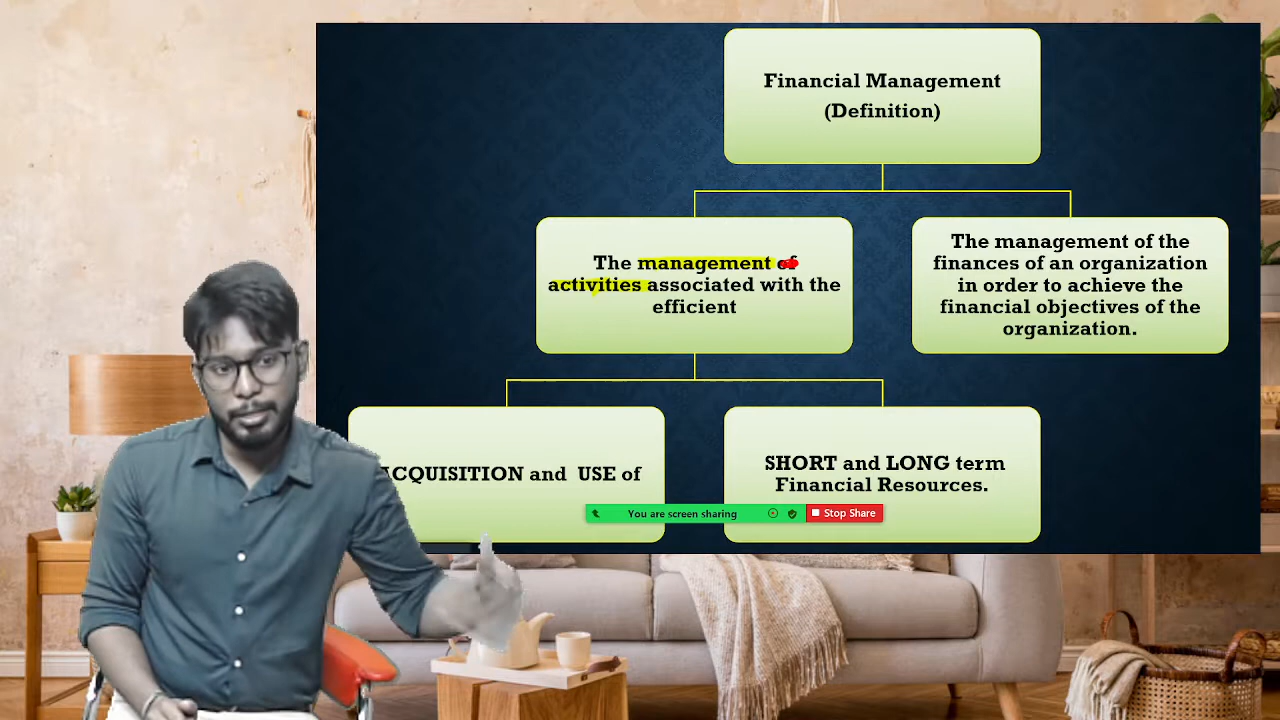 Financial Management
(Definition)
The management of
activities associated with the
efficient
The management of the
finances of an organization
in order to achieve the
financial objectives of the
organization.
ACQUISITION and USE of
SHORT and LONG term
Financial Resources.
You are screen sharing
Stop Share